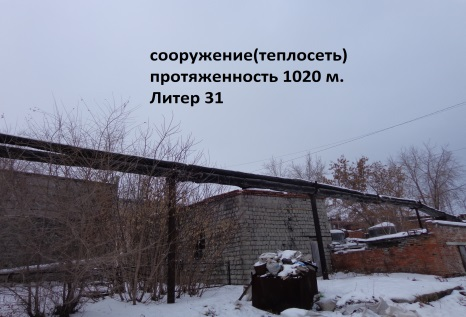 сооружение(теплосеть)
протяженность 1020 м.
Литер 31